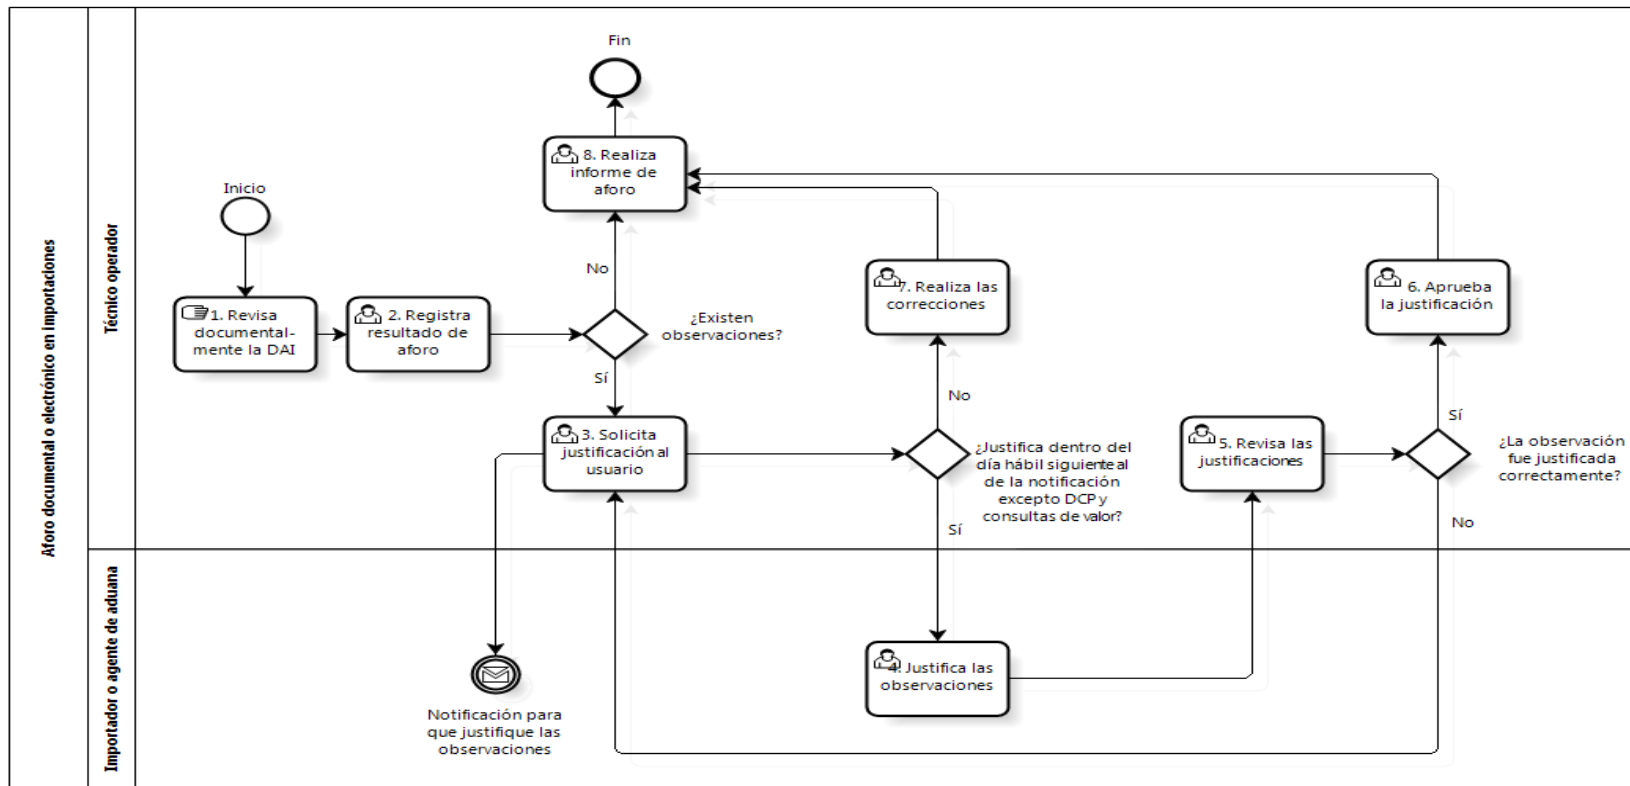 Aforo documental o electrónico en importaciones
Técnico operador
Importador o agente de aduana
Fin
8. Realiza
informe de
aforo
Inicio
No
1. Revisa
documental-
mente la DAI
2. Registra
resultado de
aforo
¿Existen
observaciones?
Sí
3. Solicita
justificación al
usuario
7. Realiza las
correcciones
No
¿Justifica dentro del
día hábil siguiente al
de la notificación
excepto DCP y
consultas de valor?
Sí
5. Revisa las
justificaciones
6. Aprueba
la justificación
Sí
¿La observación
fue justificada
correctamente?
No
4. Justifica las
observaciones
Notificación para
que justifique las
observaciones